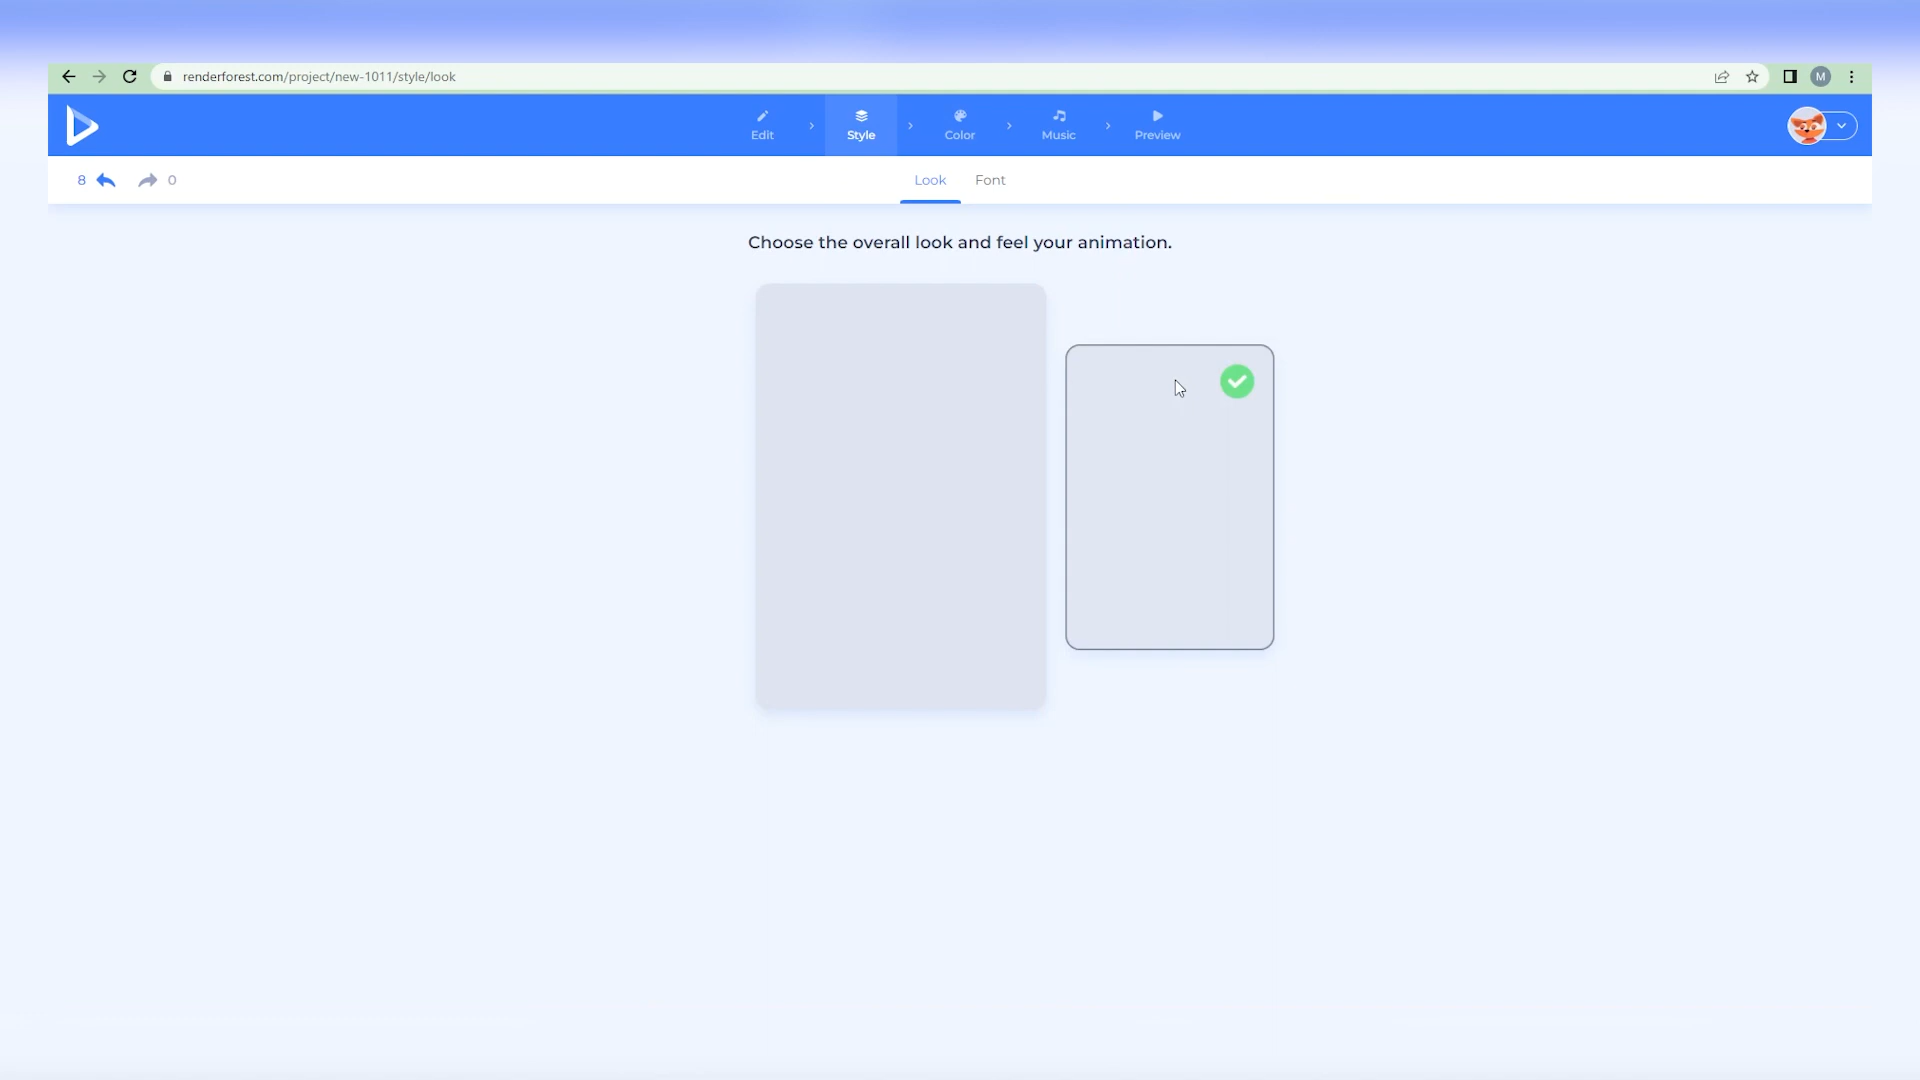 renderforest.com/project/new-1011/style/look
M
Edit
Style
Color
Music
Preview
8
0
Look
Font
Choose the overall look and feel your animation.